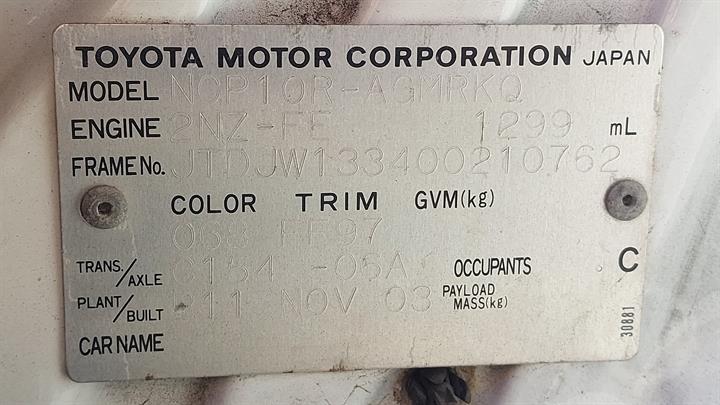 TOYOTA MOTOR CORPORATION JAPAN
MODEL NCP10R-AGMRKQ
ENGINE 2NZ-FE 1299 mL
FRAME No. JTDJW133400210762
COLOR TRIM GVM(kg)
068 FF97
TRANS./AXLE C154 -03A OCCUPANTS C
PLANT/BUILT -11 NOV 03 PAYLOAD MASS(kg)
CAR NAME
30881